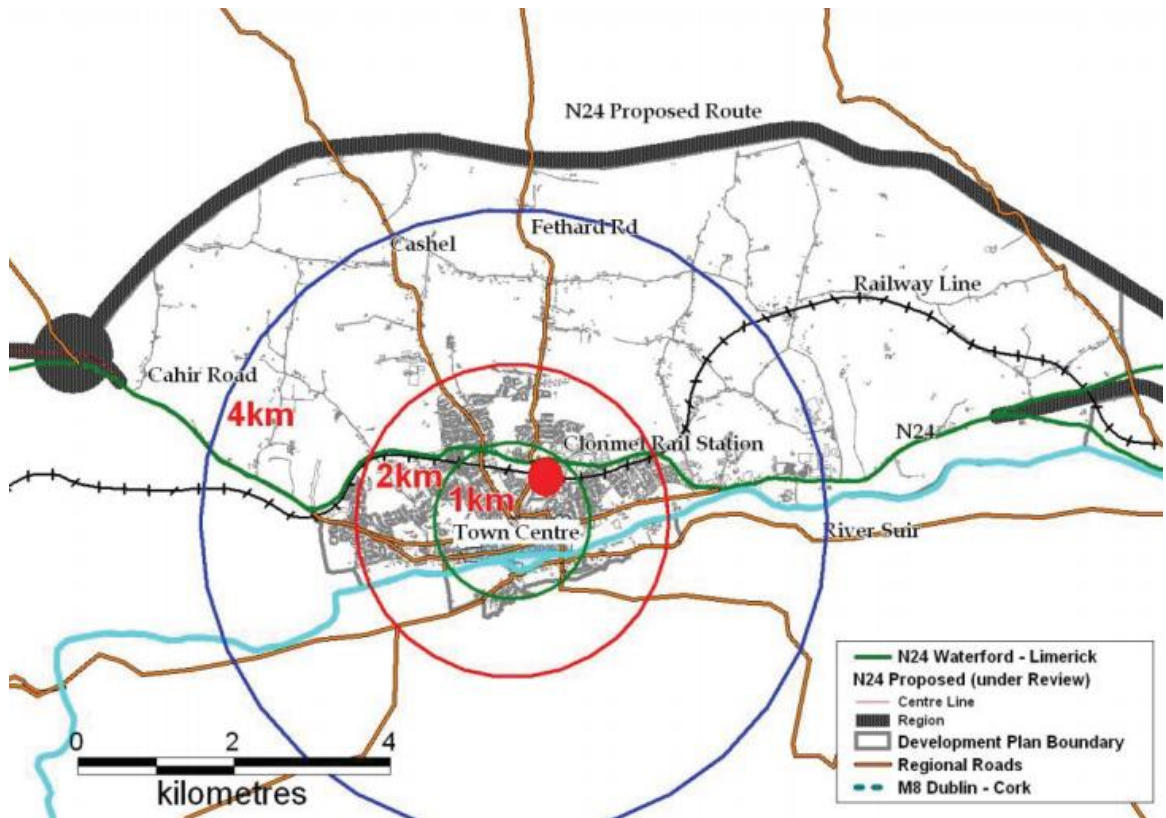 N24 Proposed Route
Fethard Rd
Cashel
Railway Line
Cahir Road
4km
Clonmel Rail Station
N24
2km
1km
Town Centre
River Suir
N24 Waterford - Limerick
N24 Proposed (under Review)
Centre Line
Region
Development Plan Boundary
Regional Roads
M8 Dublin - Cork
0 2 4
kilometres